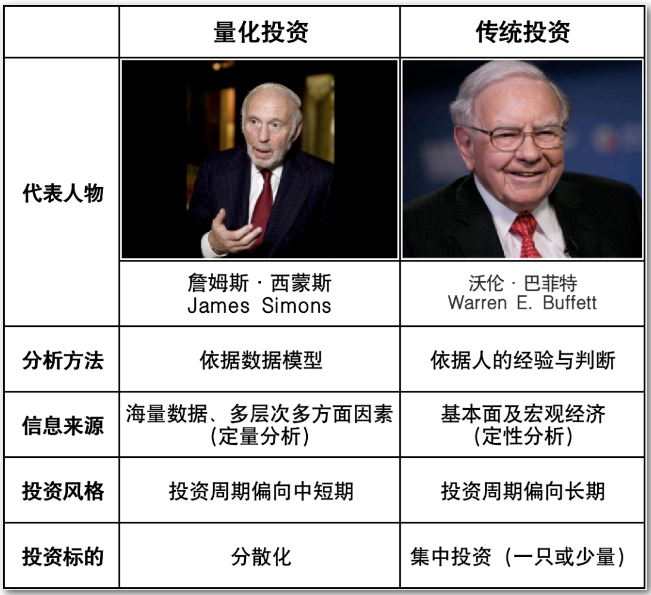 量化投资
传统投资
代表人物
詹姆斯·西蒙斯
James Simons
沃伦·巴菲特
Warren E. Buffett
分析方法
依据数据模型
依据人的经验与判断
信息来源
海量数据、多层次多方面因素
（定量分析）
基本面及宏观经济
（定性分析）
投资风格
投资周期偏向中短期
投资周期偏向长期
投资标的
分散化
集中投资（一只或少量）